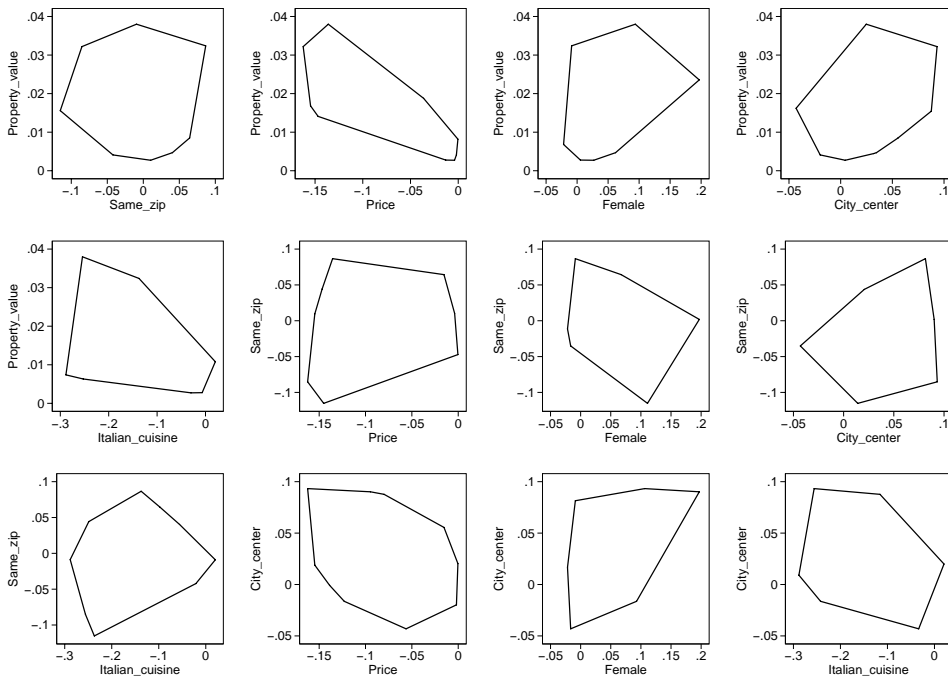 Property_value
.04
.03
.02
.01
0
−.1 −.05 0 .05 .1
Same_zip
Property_value
.04
.03
.02
.01
0
−.15 −.1 −.05 0
Price
Property_value
.04
.03
.02
.01
0
−.05 0 .05 .1 .15 .2
Female
Property_value
.04
.03
.02
.01
0
−.05 0 .05 .1
City_center
Property_value
.04
.03
.02
.01
0
−.3 −.2 −.1 0
Italian_cuisine
Same_zip
.1
.05
0
−.05
−.1
−.15 −.1 −.05 0
Price
Same_zip
.1
.05
0
−.05
−.1
−.05 0 .05 .1 .15 .2
Female
Same_zip
.1
.05
0
−.05
−.1
−.05 0 .05 .1
City_center
Same_zip
.1
.05
0
−.05
−.1
−.3 −.2 −.1 0
Italian_cuisine
City_center
.1
.05
0
−.05
−.15 −.1 −.05 0
Price
City_center
.1
.05
0
−.05
−.05 0 .05 .1 .15 .2
Female
City_center
.1
.05
0
−.05
−.3 −.2 −.1 0
Italian_cuisine